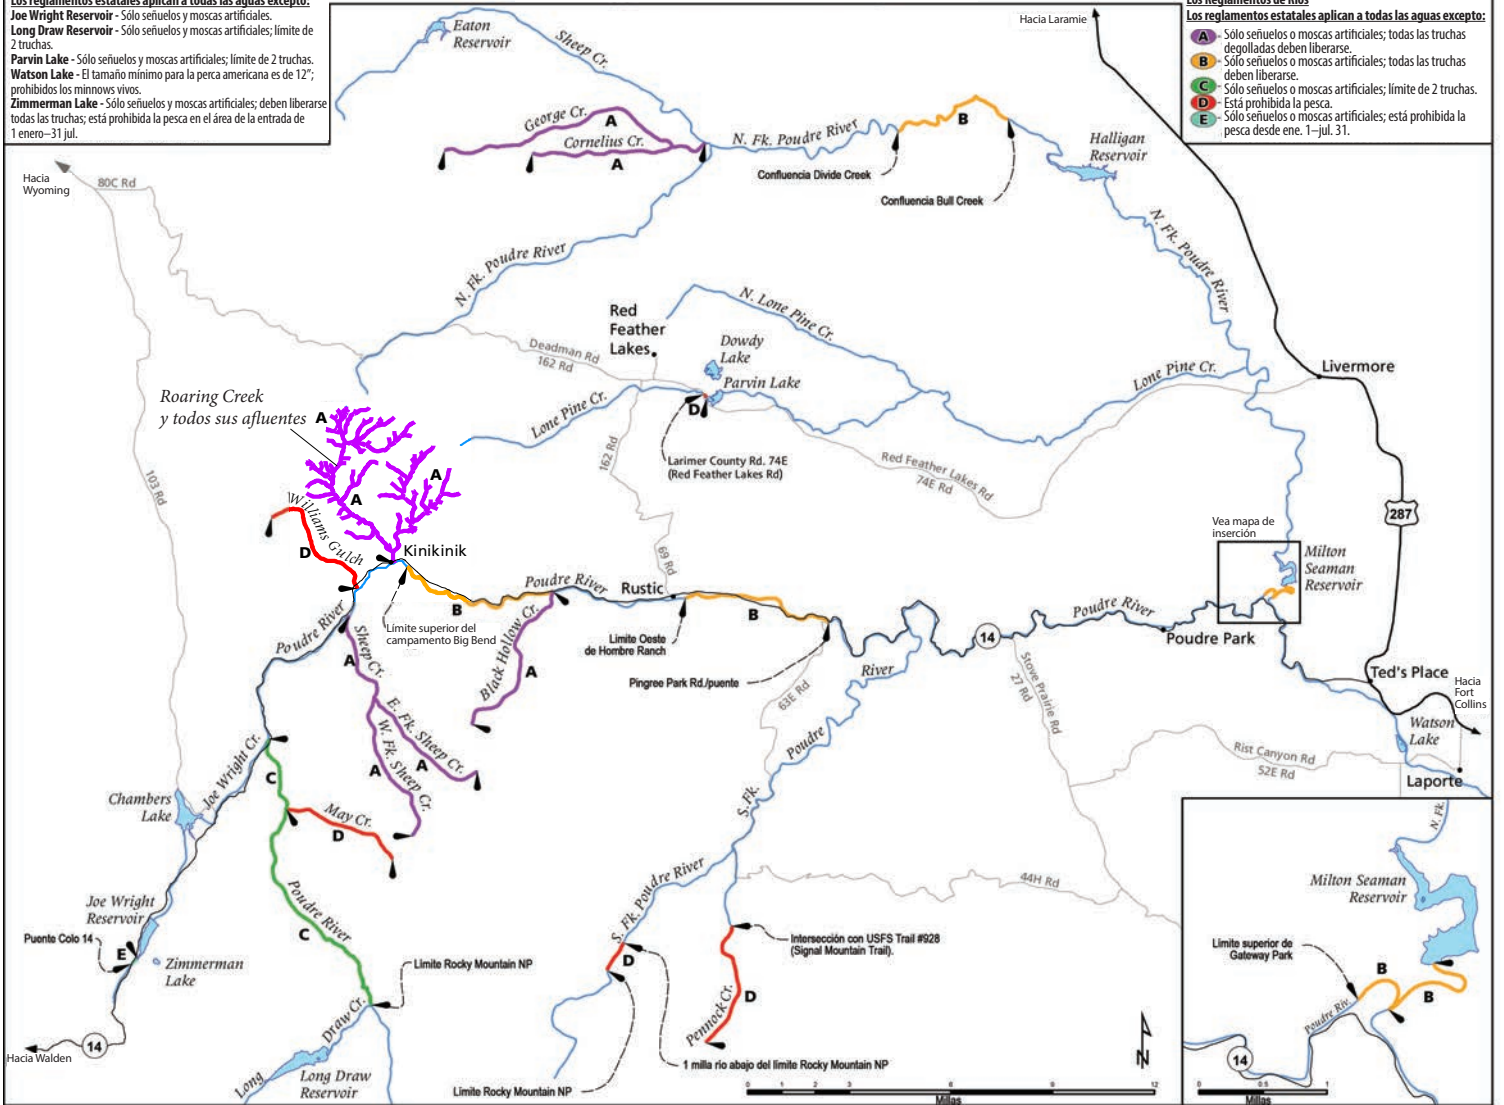 Los reglamentos estatales aplican a todas las aguas excepto:
Joe Wright Reservoir - Sólo señuelos y moscas artificiales.
Long Draw Reservoir - Sólo señuelos y moscas artificiales; límite de
2 truchas.
Parvin Lake - Sólo señuelos y moscas artificiales; límite de 2 truchas.
Watson Lake - El tamaño mínimo para la perca americana es de 12";
prohibidos los minnows vivos.
Zimmerman Lake - Sólo señuelos y moscas artificiales; deben liberarse
todas las truchas; está prohibida la pesca en el área de la entrada de
1 enero–31 jul.
Los Reglamentos de Ríos
Los reglamentos estatales aplican a todas las aguas excepto:
A - Sólo señuelos o moscas artificiales; todas las truchas
degolladas deben liberarse.
B - Sólo señuelos o moscas artificiales; todas las truchas
deben liberarse.
C - Sólo señuelos o moscas artificiales; límite de 2 truchas.
D - Está prohibida la pesca.
E - Sólo señuelos o moscas artificiales; está prohibida la
pesca desde ene. 1–jul. 31.
Hacia Laramie
Eaton
Reservoir
Sheep Cr.
George Cr.
A
Cornelius Cr.
A
N. Fk. Poudre River
B
Confluencia Divide Creek
Confluencia Bull Creek
Halligan
Reservoir
Hacia
Wyoming
80C Rd
N. Fk. Poudre River
N. Fk. Poudre River
Red
Feather
Lakes
N. Lone Pine Cr.
Dowdy
Lake
Parvin Lake
D
Deadman Rd
162 Rd
Lone Pine Cr.
Livermore
Roaring Creek
y todos sus afluentes
A
A
A
Lone Pine Cr.
162 Rd
Larimer County Rd. 74E
(Red Feather Lakes Rd)
Red Feather Lakes Rd
74E Rd
103 Rd
287
Williams Gulch
D
Kinikinik
69 Rd
Vea mapa de
inserción
Milton
Seaman
Reservoir
Poudre River
Rustic
B
B
Límite superior del
campamento Big Bend
Limite Oeste
de Hombre Ranch
Pingree Park Rd./puente
Poudre River
14
Poudre River
Poudre Park
Sheep Cr.
A
Black Hollow Cr.
A
E. Fk. Sheep Cr.
W. Fk. Sheep Cr.
A
A
63E Rd
River
Poudre
S. Fk.
Stove Prairie Rd
27 Rd
Ted's Place
Hacia
Fort
Collins
Watson
Lake
Rist Canyon Rd
52E Rd
Laporte
Chambers
Lake
Joe Wright Cr.
C
May Cr.
D
Poudre River
C
Joe Wright
Reservoir
Puente Colo 14
E
Zimmerman
Lake
Limite Rocky Mountain NP
Draw Cr.
Long
Long Draw
Reservoir
14
Hacia Walden
S. Fk. Poudre River
D
44H Rd
Intersección con USFS Trail #928
(Signal Mountain Trail).
D
Pennock Cr.
1 milla río abajo del límite Rocky Mountain NP
Limite Rocky Mountain NP
N
0 1 2 3 6 9 12
Millas
N. Fk.
Milton Seaman
Reservoir
Limite superior de
Gateway Park
B
B
Poudre Riv.
14
0 0.5 1
Millas